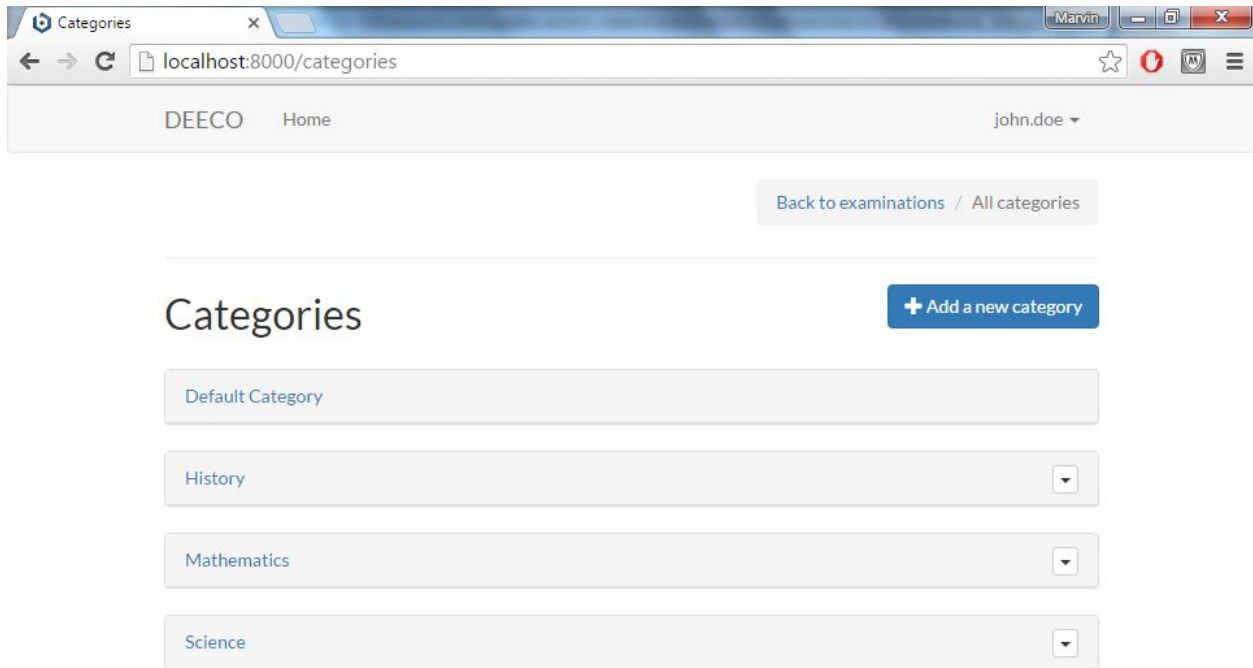 Categories
Marvin
localhost:8000/categories
DEECO Home john.doe
Back to examinations / All categories
Categories
Add a new category
Default Category
History
Mathematics
Science